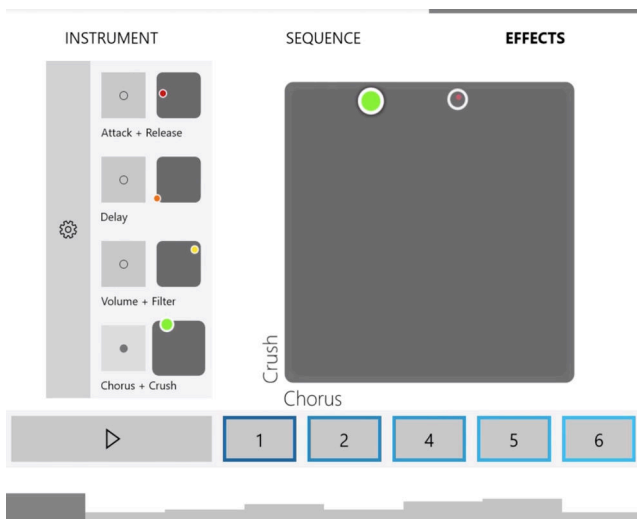 INSTRUMENT
SEQUENCE
EFFECTS
Attack + Release
Delay
Volume + Filter
Chorus + Crush
Crush
Chorus
1
2
4
5
6